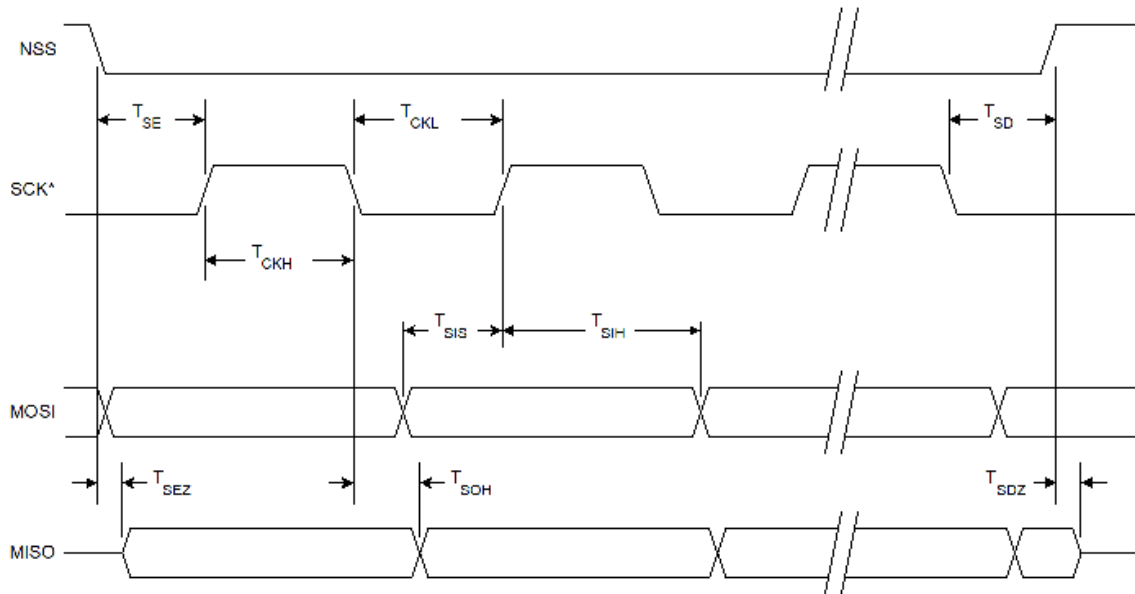 NSS
T_SE
T_CKL
T_SD
SCK*
T_CKH
T_SIS
T_SIH
MOSI
T_SEZ
T_SOH
T_SDZ
MISO